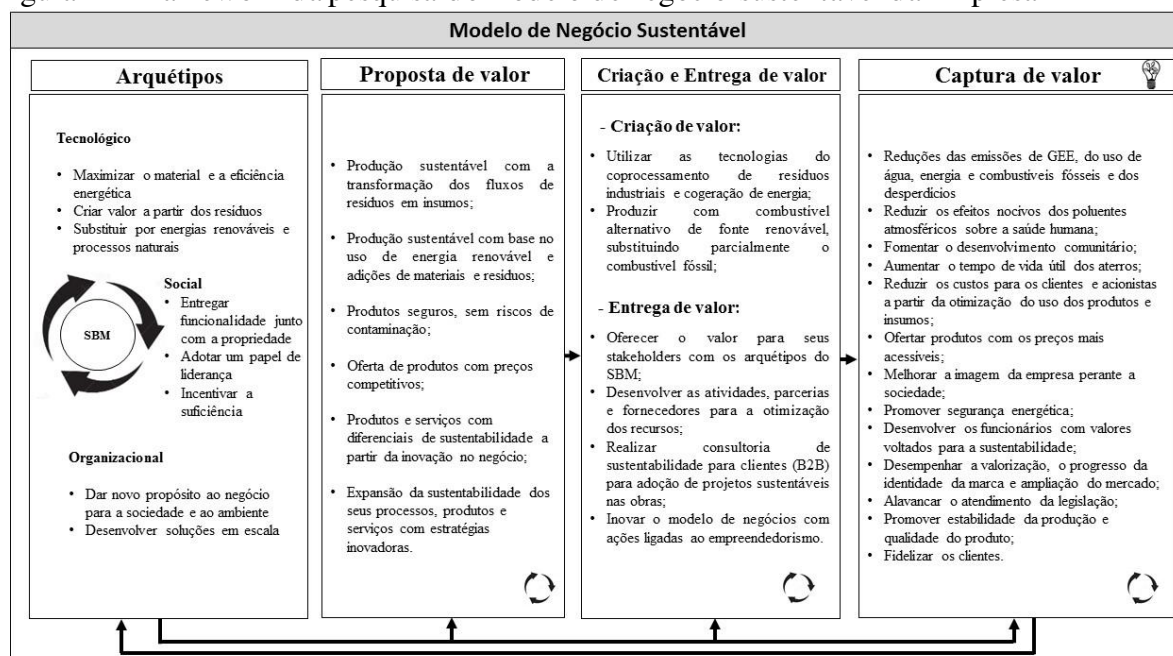 Modelo de Negócio Sustentável
Arquétipos
Tecnológico
• Maximizar o material e a eficiência
energética
• Criar valor a partir dos resíduos
• Substituir por energias renováveis e
processos naturais
SBM
Social
• Entregar
funcionalidade junto
com a propriedade
• Adotar um papel de
liderança
• Incentivar a
suficiência
Organizacional
• Dar novo propósito ao negócio
para a sociedade e ao ambiente
• Desenvolver soluções em escala
Proposta de valor
• Produção sustentável com a
transformação dos fluxos de
resíduos em insumos;
• Produção sustentável com base no
uso de energia renovável e
adições de materiais e resíduos;
• Produtos seguros, sem riscos de
contaminação;
• Oferta de produtos com preços
competitivos;
• Produtos e serviços com
diferenciais de sustentabilidade a
partir da inovação no negócio;
• Expansão da sustentabilidade dos
seus processos, produtos e
serviços com estratégias
inovadoras.
Criação e Entrega de valor
- Criação de valor:
• Utilizar as tecnologias do
coprocessamento de resíduos
industriais e cogeração de energia;
• Produzir com combustível
alternativo de fonte renovável,
substituindo parcialmente o
combustível fóssil;
- Entrega de valor:
• Oferecer o valor para seus
stakeholders com os arquétipos do
SBM;
• Desenvolver as atividades, parcerias
e fornecedores para a otimização
dos recursos;
• Realizar consultoria de
sustentabilidade para clientes (B2B)
para adoção de projetos sustentáveis
nas obras;
• Inovar o modelo de negócios com
ações ligadas ao empreendedorismo.
Captura de valor
• Reduções das emissões de GEE, do uso de
água, energia e combustíveis fósseis e dos
desperdícios
• Reduzir os efeitos nocivos dos poluentes
atmosféricos sobre a saúde humana;
• Fomentar o desenvolvimento comunitário;
• Aumentar o tempo de vida útil dos aterros;
• Reduzir os custos para os clientes e acionistas
a partir da otimização do uso dos produtos e
insumos;
• Ofertar produtos com os preços mais
acessíveis;
• Melhorar a imagem da empresa perante a
sociedade;
• Promover segurança energética;
• Desenvolver os funcionários com valores
voltados para a sustentabilidade;
• Desempenhar a valorização, o progresso da
identidade da marca e ampliação do mercado;
• Alavancar o atendimento da legislação;
• Promover estabilidade da produção e
qualidade do produto;
• Fidelizar os clientes.